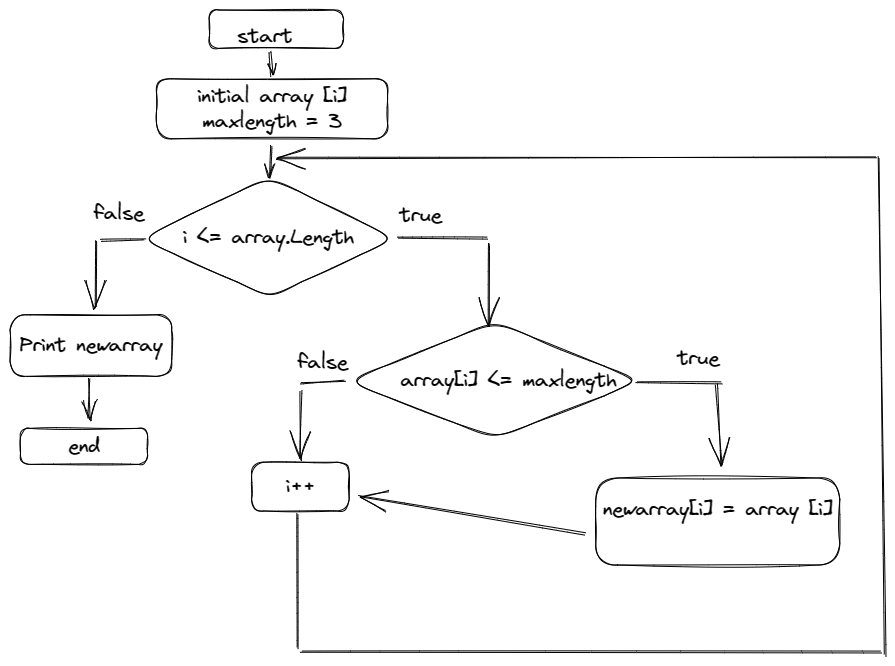 start
initial array [i]
maxlength = 3
false
true
i <= array.Length
Print newarray
false
true
array[i] <= maxlength
end
i++
newarray[i] = array [i]